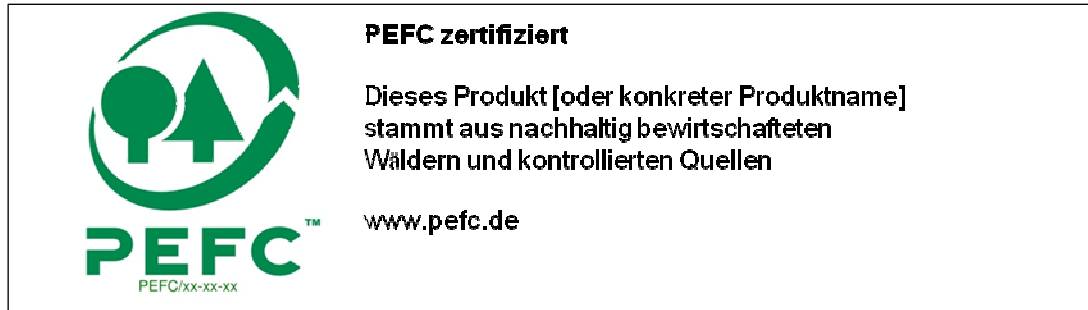 PEFC zertifiziert
Dieses Produkt [oder konkreter Produktname]
stammt aus nachhaltig bewirtschafteten
Wäldern und kontrollierten Quellen
www.pefc.de
PEFC™
PEFC/xx-xx-xx